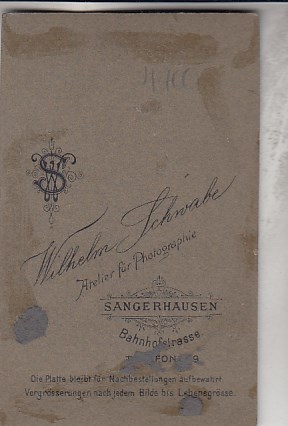 Wilhelm Schwabe
Atelier für Photographie
SANGERHAUSEN
Bahnhofstrasse
Die Platte bleibt für Nachbestellungen aufbewahrt
Vergrösserungen nach jedem Bilde bis Lebensgrösse.